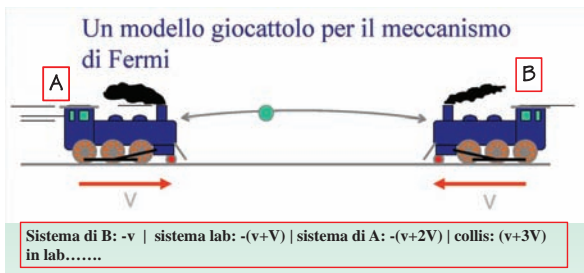 Un modello giocattolo per il meccanismo
di Fermi
A
B
V
V
Sistema di B: -v | sistema lab: -(v+V) | sistema di A: -(v+2V) | collis: (v+3V)
in lab…….